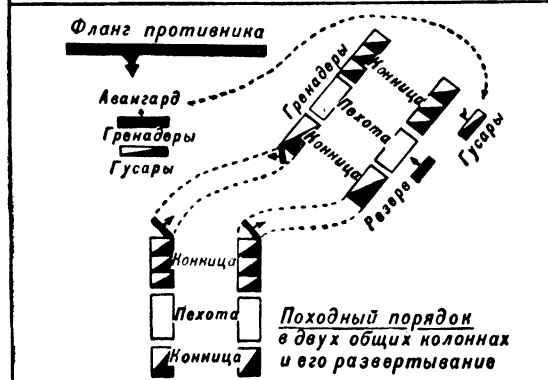 Фланг противника
Авангард
Гренадеры
Гусары
Гренадеры
Конница
Пехота
Конница
Гусары
Резерв
Конница
Пехота
Конница
Походный порядок
в двух общих колоннах
и его развертывание